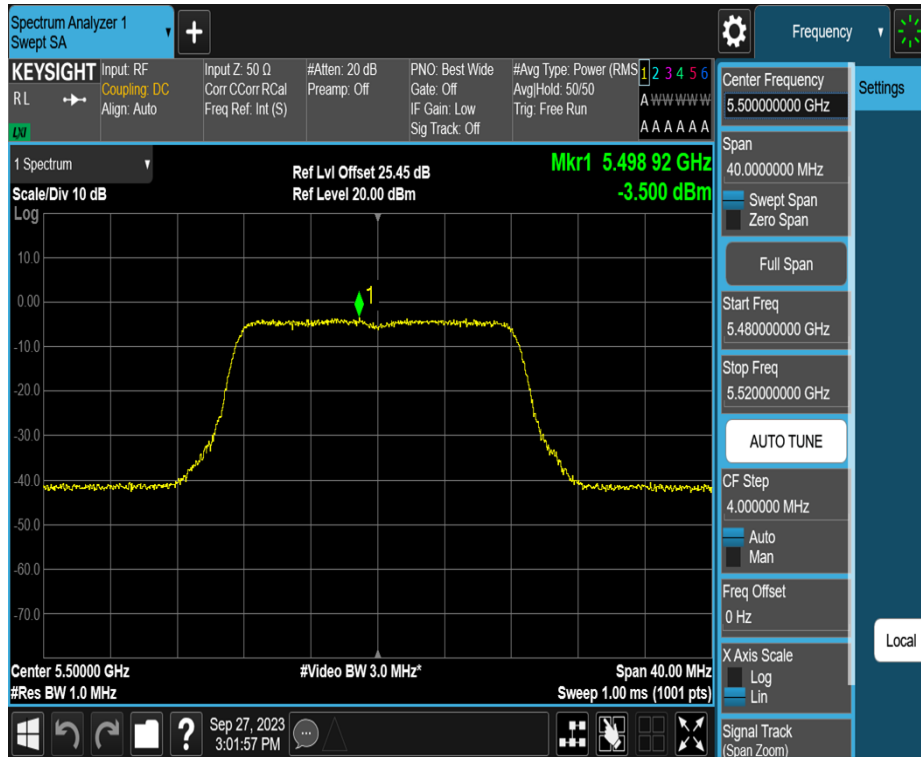 Spectrum Analyzer 1
Swept SA
+
Frequency
KEYSIGHT
RL
LXI
Input: RF
Coupling: DC
Align: Auto
Input Z: 50 Ω
Corr CCorr RCal
Freq Ref: Int (S)
#Atten: 20 dB
Preamp: Off
PNO: Best Wide
Gate: Off
IF Gain: Low
Sig Track: Off
#Avg Type: Power (RMS
Avg|Hold: 50/50
Trig: Free Run
1 2 3 4 5 6
A W W W W W
A A A A A A
1 Spectrum
Scale/Div 10 dB
Log
Ref Lvl Offset 25.45 dB
Ref Level 20.00 dBm
Mkr1 5.498 92 GHz
-3.500 dBm
10.0
0.00
-10.0
-20.0
-30.0
-40.0
-50.0
-60.0
-70.0
1
Center 5.50000 GHz
#Res BW 1.0 MHz
#Video BW 3.0 MHz*
Span 40.00 MHz
Sweep 1.00 ms (1001 pts)
?
Sep 27, 2023
3:01:57 PM
Center Frequency
5.500000000 GHz
Span
40.0000000 MHz
Swept Span
Zero Span
Full Span
Start Freq
5.480000000 GHz
Stop Freq
5.520000000 GHz
AUTO TUNE
CF Step
4.000000 MHz
Auto
Man
Freq Offset
0 Hz
X Axis Scale
Log
Lin
Signal Track
(Span Zoom)
Settings
Local